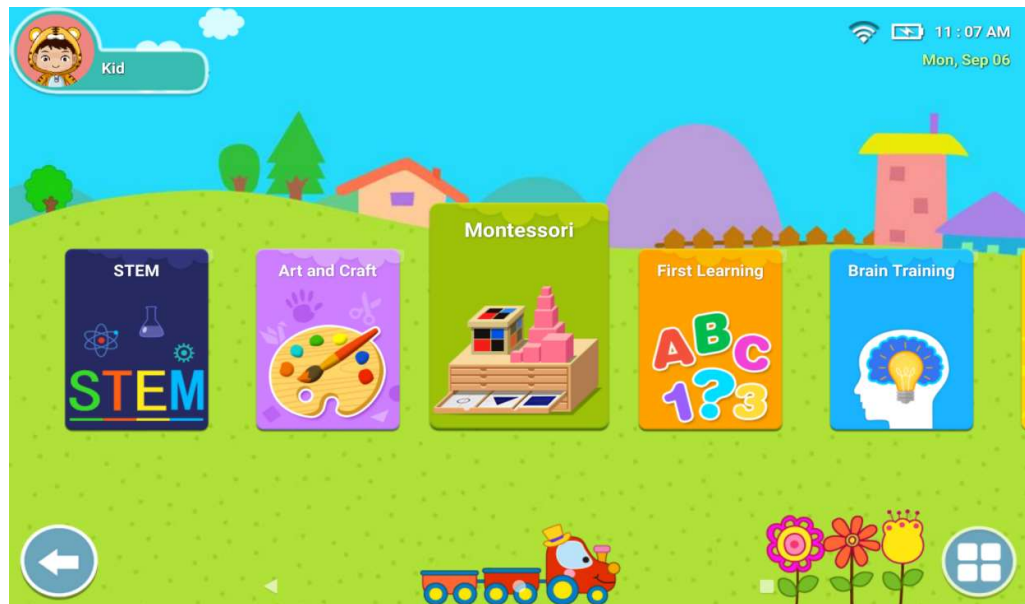 Kid
11 : 07 AM
Mon, Sep 06
STEM
STEM
Art and Craft
Montessori
First Learning
ABC
1?3
Brain Training